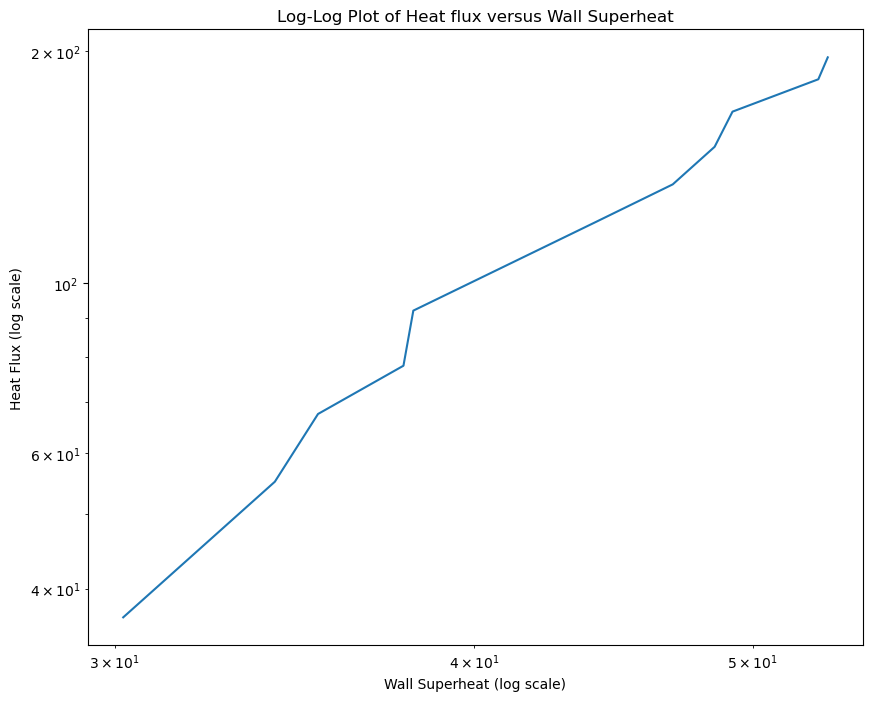 Log-Log Plot of Heat flux versus Wall Superheat
2 × 10²
10²
6 × 10¹
4 × 10¹
Heat Flux (log scale)
3 × 10¹
4 × 10¹
5 × 10¹
Wall Superheat (log scale)